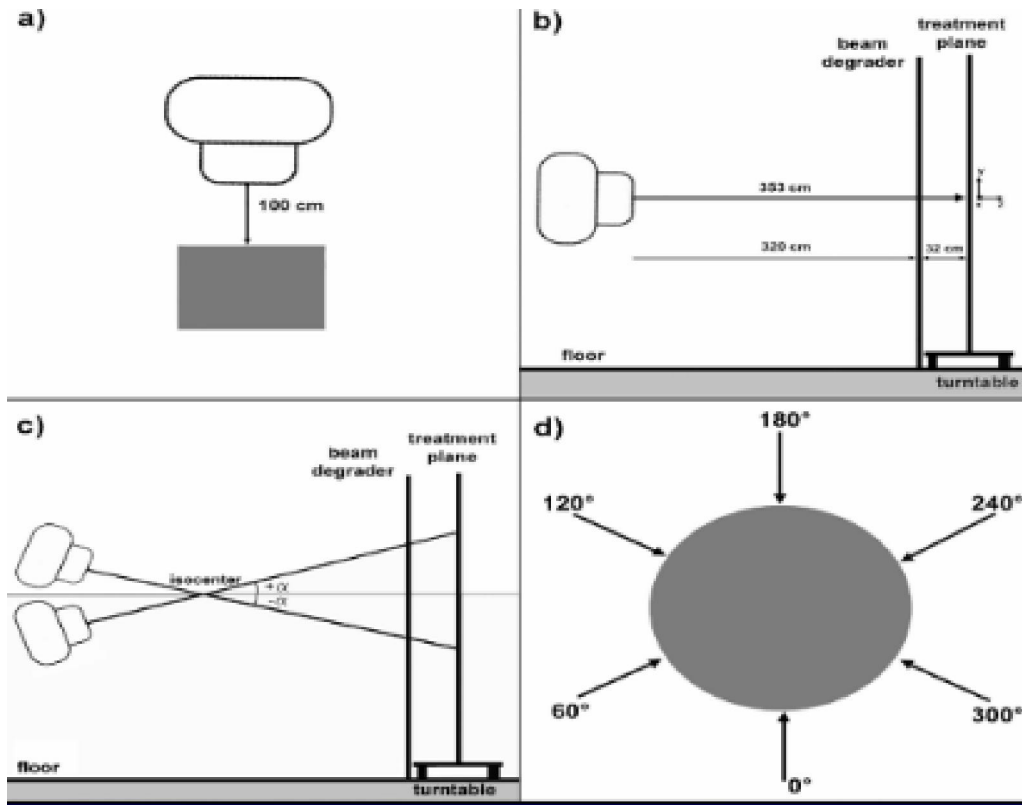 a)
100 cm
b)
treatment
plane
beam
degrader
353 cm
320 cm
32 cm
floor
turntable
c)
treatment
plane
beam
degrader
isocenter
+α
-α
floor
turntable
d)
180°
120°
240°
60°
300°
0°